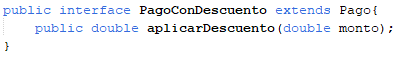 public interface PagoConDescuento extends Pago{
    public double aplicarDescuento(double monto);
}